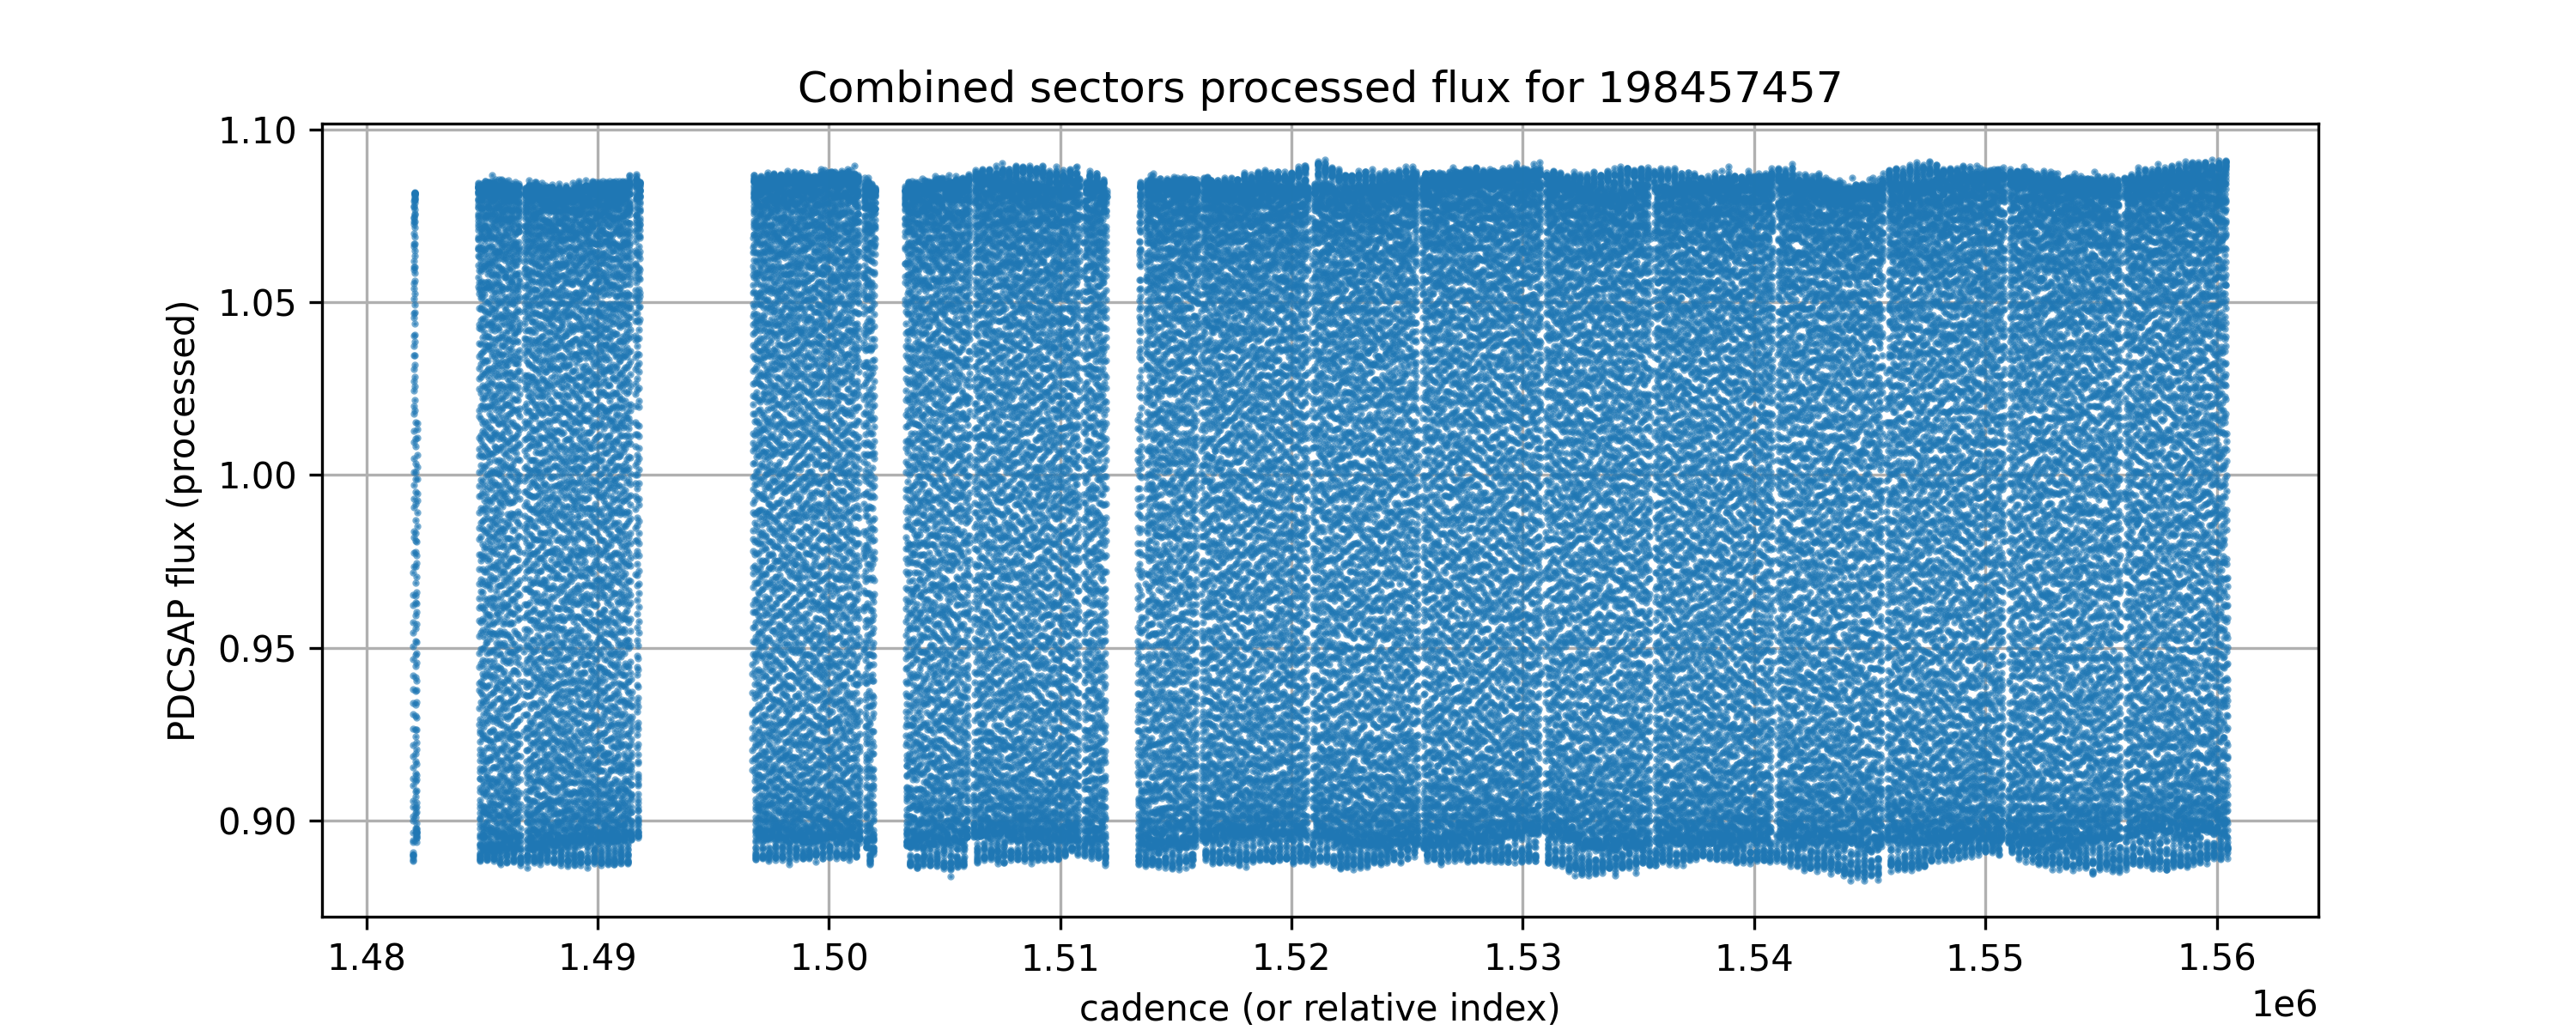 Combined sectors processed flux for 198457457
1.10
1.05
1.00
0.95
0.90
PDCSAP flux (processed)
1.48 1.49 1.50 1.51 1.52 1.53 1.54 1.55 1.56
1e6
cadence (or relative index)